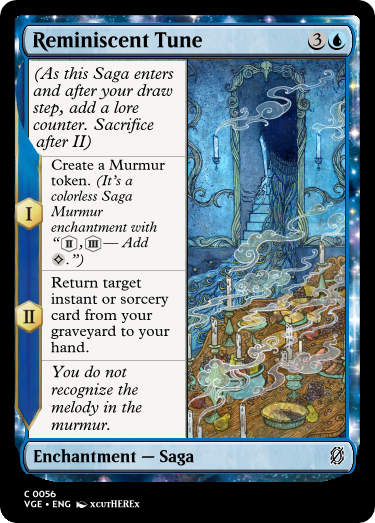 Reminiscent Tune 3
(As this Saga enters
and after your draw
step, add a lore
counter. Sacrifice
after II)
I
Create a Murmur
token. (It's a
colorless Saga
Murmur
enchantment with
“II, III — Add
.”)
II
Return target
instant or sorcery
card from your
graveyard to your
hand.
You do not
recognize the
melody in the
murmur.
Enchantment — Saga
C 0056
VGE • ENG xcutHEREx